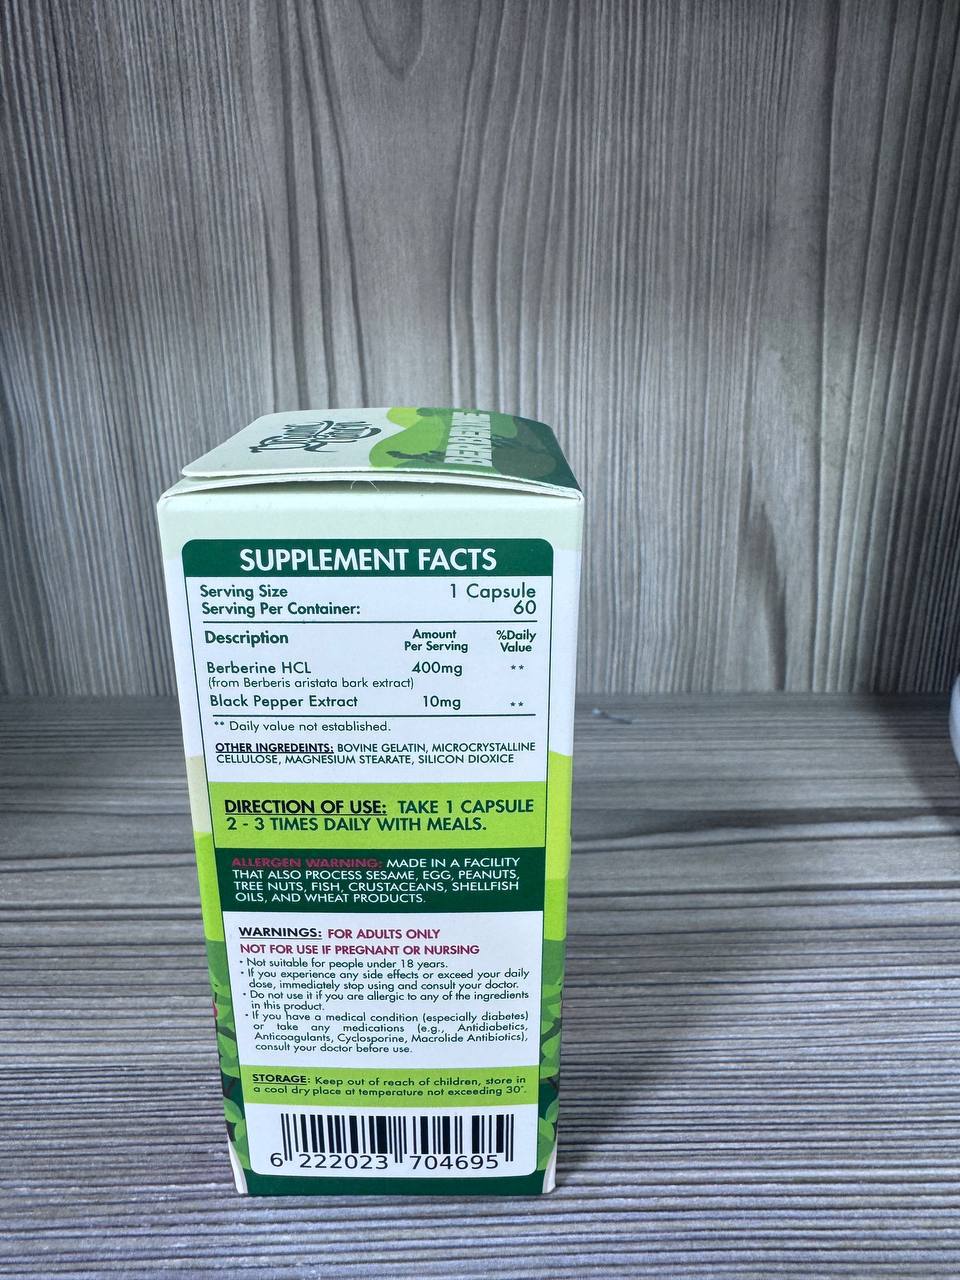 BERBERINE
SUPPLEMENT FACTS
Serving Size 1 Capsule
Serving Per Container: 60
Description Amount Per Serving %Daily Value
Berberine HCL 400mg **
(from Berberis aristata bark extract)
Black Pepper Extract 10mg **
** Daily value not established.
OTHER INGREDEINTS: BOVINE GELATIN, MICROCRYSTALLINE
CELLULOSE, MAGNESIUM STEARATE, SILICON DIOXICE
DIRECTION OF USE: TAKE 1 CAPSULE
2 - 3 TIMES DAILY WITH MEALS.
ALLERGEN WARNING: MADE IN A FACILITY
THAT ALSO PROCESS SESAME, EGG, PEANUTS,
TREE NUTS, FISH, CRUSTACEANS, SHELLFISH
OILS, AND WHEAT PRODUCTS.
WARNINGS: FOR ADULTS ONLY
NOT FOR USE IF PREGNANT OR NURSING
• Not suitable for people under 18 years.
• If you experience any side effects or exceed your daily
dose, immediately stop using and consult your doctor.
• Do not use it if you are allergic to any of the ingredients
in this product.
• If you have a medical condition (especially diabetes)
or take any medications (e.g., Antidiabetics,
Anticoagulants, Cyclosporine, Macrolide Antibiotics),
consult your doctor before use.
STORAGE: Keep out of reach of children, store in
a cool dry place at temperature not exceeding 30°.
6 222023 704695